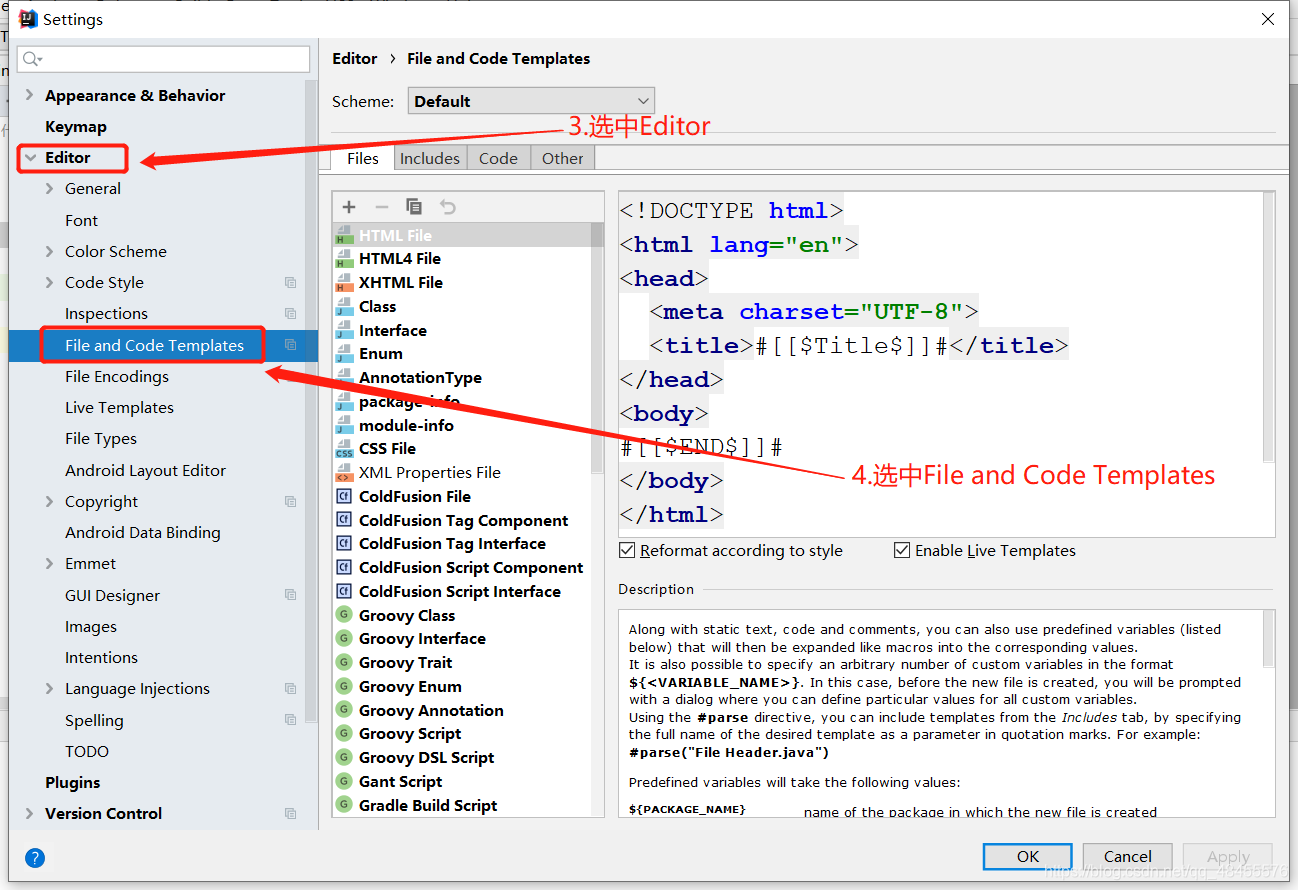 Settings
Appearance & Behavior
Keymap
Editor
General
Font
Color Scheme
Code Style
Inspections
File and Code Templates
File Encodings
Live Templates
File Types
Android Layout Editor
Copyright
Android Data Binding
Emmet
GUI Designer
Images
Intentions
Language Injections
Spelling
TODO
Plugins
Version Control
Editor › File and Code Templates
Scheme: Default
3.选中Editor
Files Includes Code Other
HTML File
HTML4 File
XHTML File
Class
Interface
Enum
AnnotationType
package-info
module-info
CSS File
XML Properties File
ColdFusion File
ColdFusion Tag Component
ColdFusion Tag Interface
ColdFusion Script Component
ColdFusion Script Interface
Groovy Class
Groovy Interface
Groovy Trait
Groovy Enum
Groovy Annotation
Groovy Script
Groovy DSL Script
Gant Script
Gradle Build Script
<!DOCTYPE html>
<html lang="en">
<head>
<meta charset="UTF-8">
<title>#[[$Title$]]#</title>
</head>
<body>
#[[$END$]]#
</body>
</html>
4.选中File and Code Templates
Reformat according to style Enable Live Templates
Description
Along with static text, code and comments, you can also use predefined variables (listed
below) that will then be expanded like macros into the corresponding values.
It is also possible to specify an arbitrary number of custom variables in the format
${<VARIABLE_NAME>}. In this case, before the new file is created, you will be prompted
with a dialog where you can define particular values for all custom variables.
Using the #parse directive, you can include templates from the Includes tab, by specifying
the full name of the desired template as a parameter in quotation marks. For example:
#parse("File Header.java")
Predefined variables will take the following values:
${PACKAGE_NAME} name of the package in which the new file is created
OK Cancel Apply
https://blog.csdn.net/qq_48455576